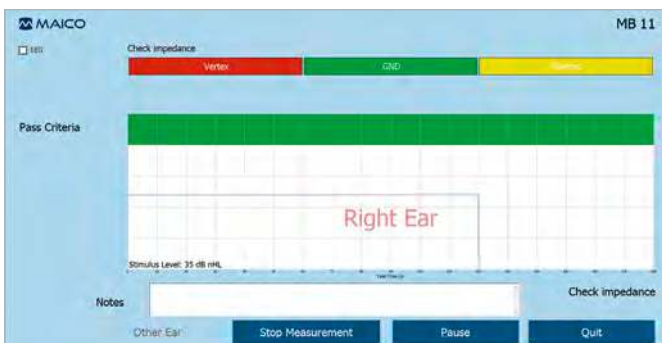 MAICO
MB 11
EEG
Check impedance
Vertex
GND
Pass Criteria
Right Ear
Stimulus Level: 35 dB nHL
Notes
Check impedance
Other Ear
Stop Measurement
Pause
Quit